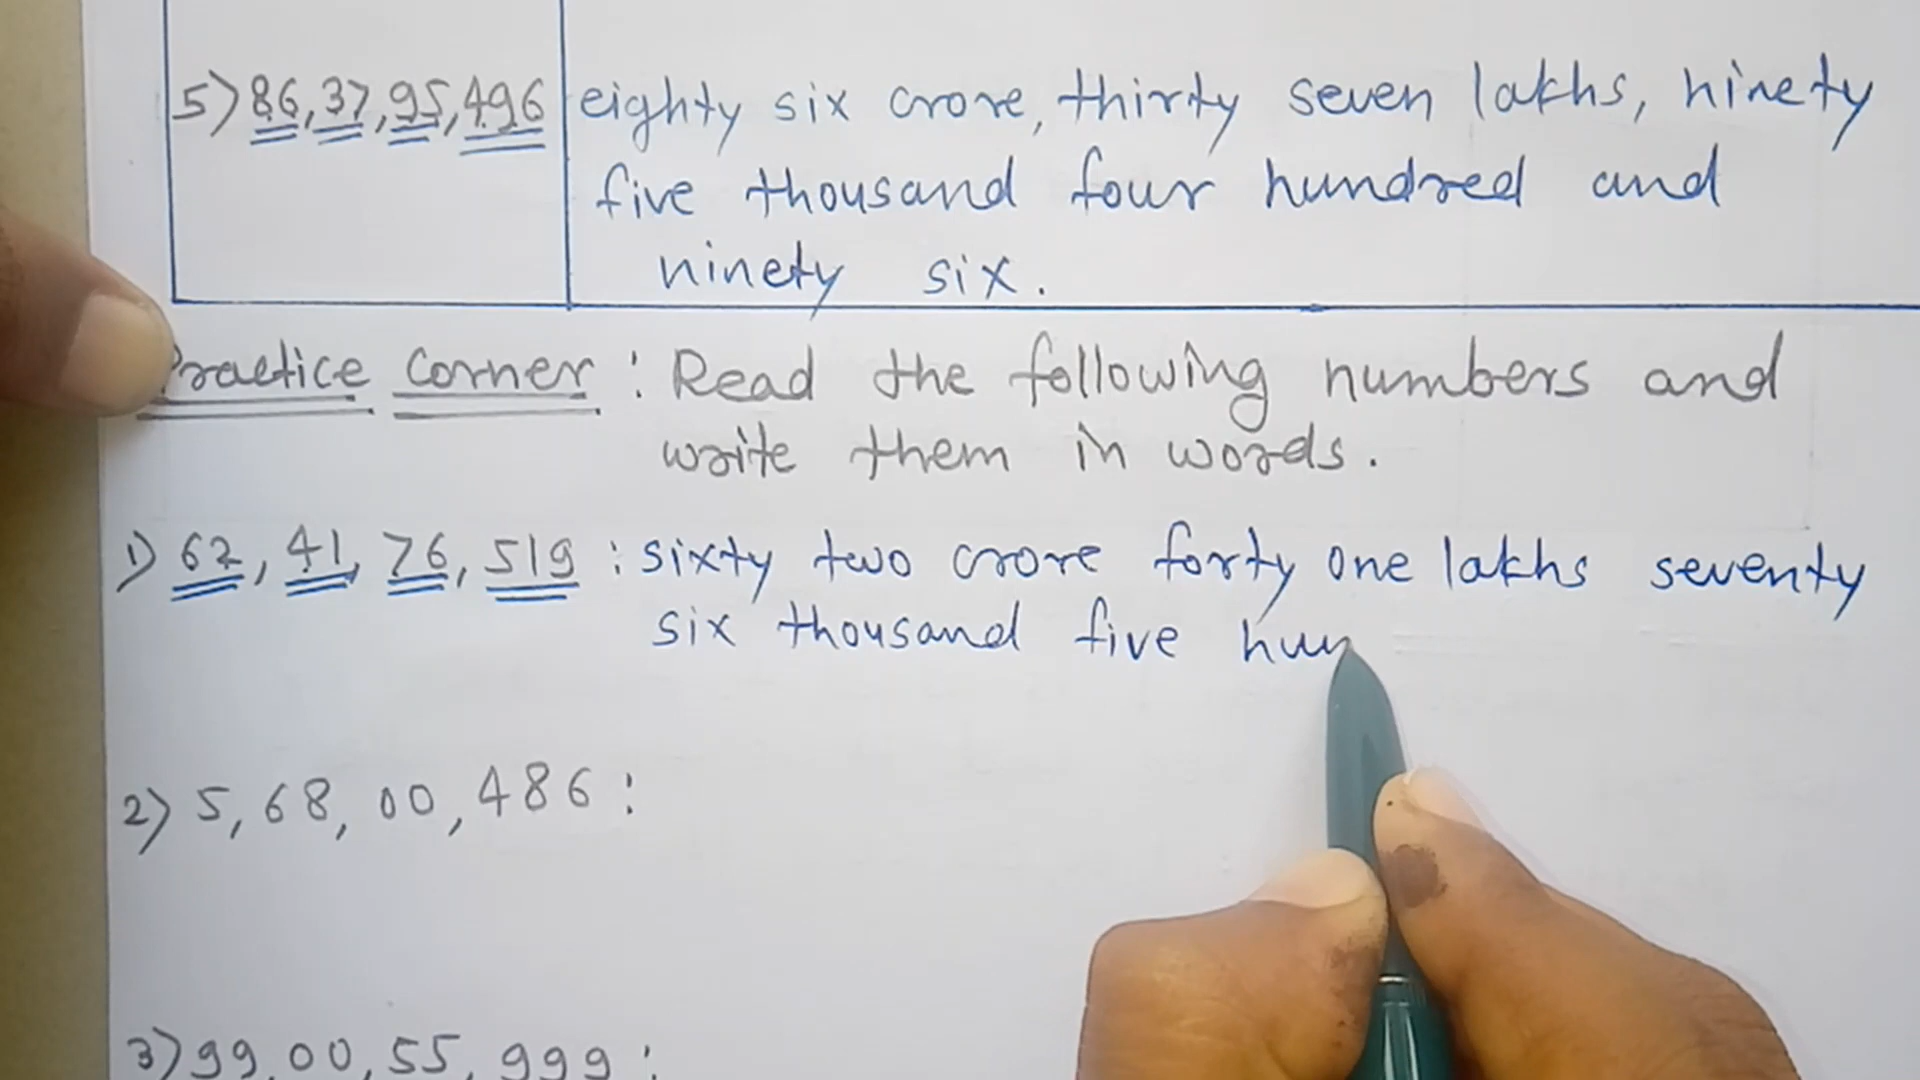 5) 86,37,95,496 eighty six crore, thirty seven lakhs, ninety
five thousand four hundred and
ninety six.
Practice Corner : Read the following numbers and
write them in words.
1) 62, 41, 76, 519 : sixty two crore forty one lakhs seventy
six thousand five hun
2) 5, 68, 00, 486 :
3) 99,00, 55, 999 :